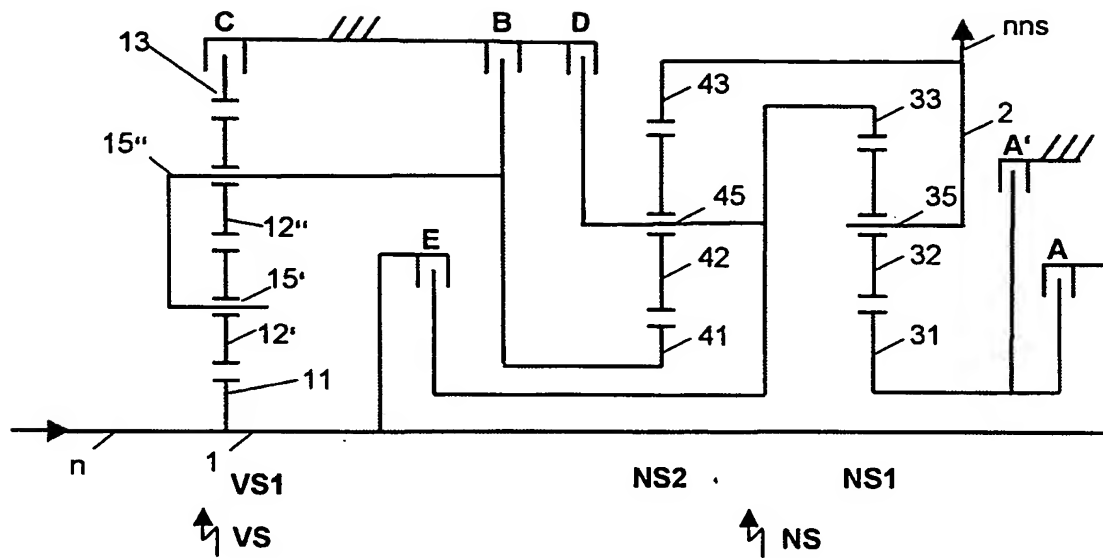 C B D nns
13 43 33 2
A'
15" 45 35
12" E 42 32 A
15'
12' 41 31
11
n 1
VS1 NS2 NS1
VS NS